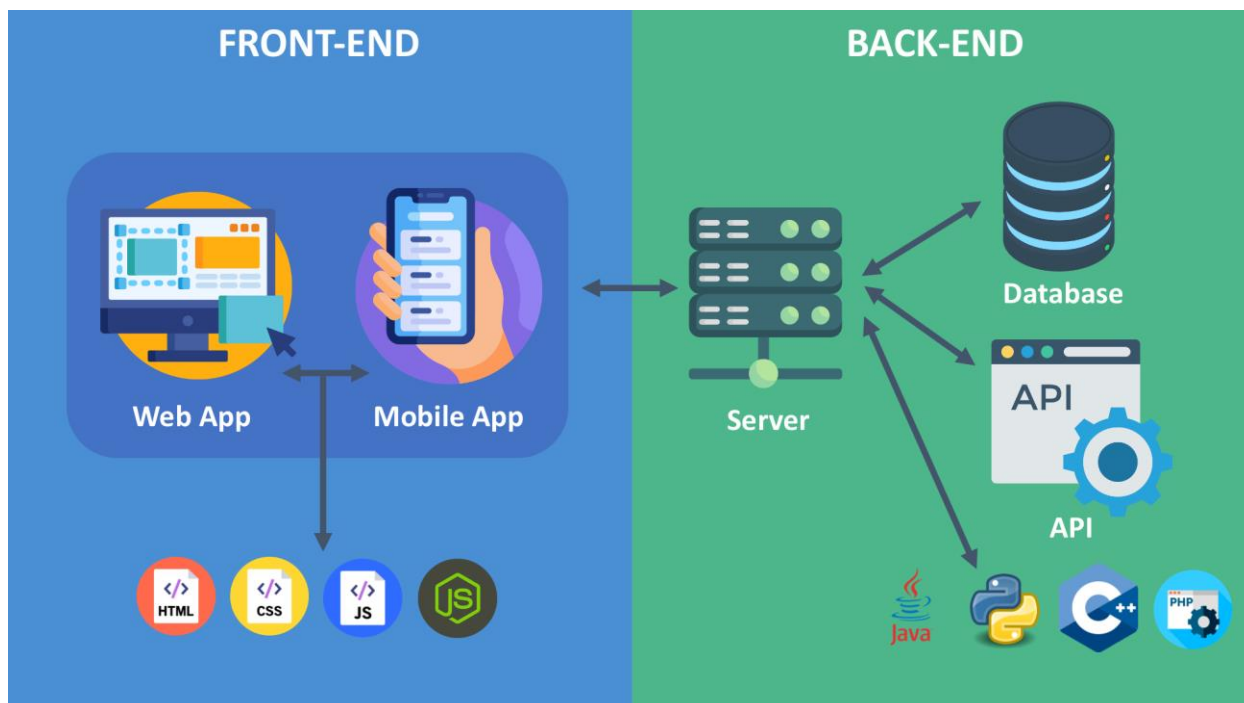 FRONT-END
BACK-END
Web App
Mobile App
Server
Database
API
API
</>
HTML
</>
CSS
</>
JS
JS
Java
C++
PHP